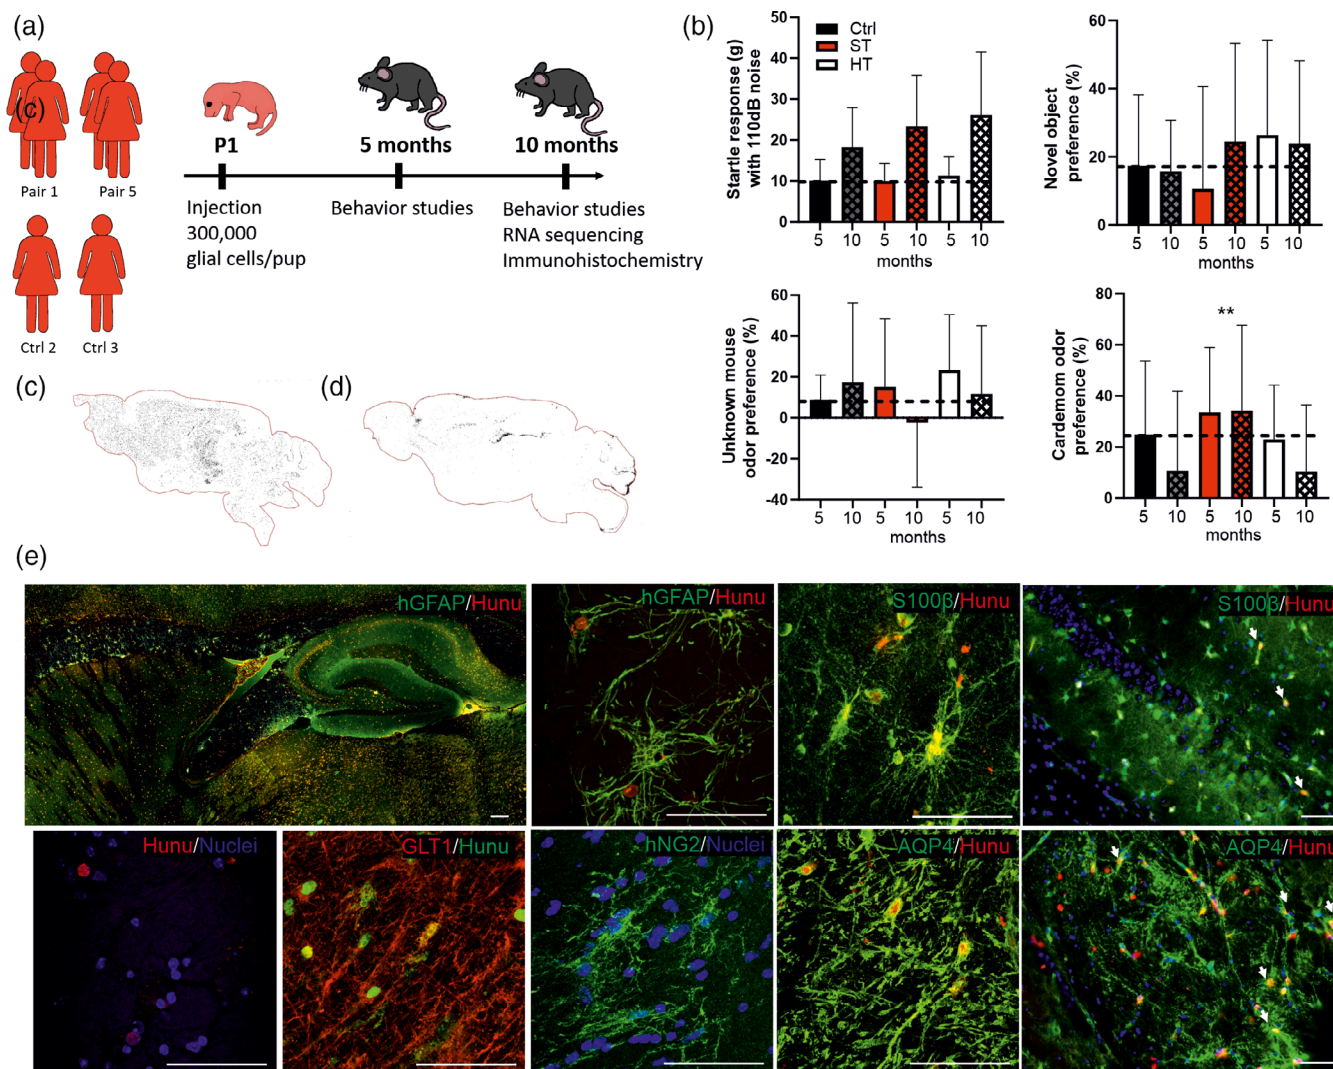 (a)
(c)
Pair 1
Pair 5
Ctrl 2
Ctrl 3
P1
5 months
10 months
Injection
300,000
glial cells/pup
Behavior studies
Behavior studies
RNA sequencing
Immunohistochemistry
(b)
Startle response (g)
with 110dB noise
50
40
30
20
10
0
Ctrl
ST
HT
5 10 5 10 5 10
months
Novel object
preference (%)
60
40
20
0
5 10 5 10 5 10
months
Unknown mouse
odor preference (%)
60
40
20
0
-20
-40
5 10 5 10 5 10
months
Cardemom odor
preference (%)
80
60
40
20
0
**
5 10 5 10 5 10
months
(c)
(d)
(e)
hGFAP/Hunu
hGFAP/Hunu
S100β/Hunu
S100β/Hunu
Hunu/Nuclei
GLT1/Hunu
hNG2/Nuclei
AQP4/Hunu
AQP4/Hunu